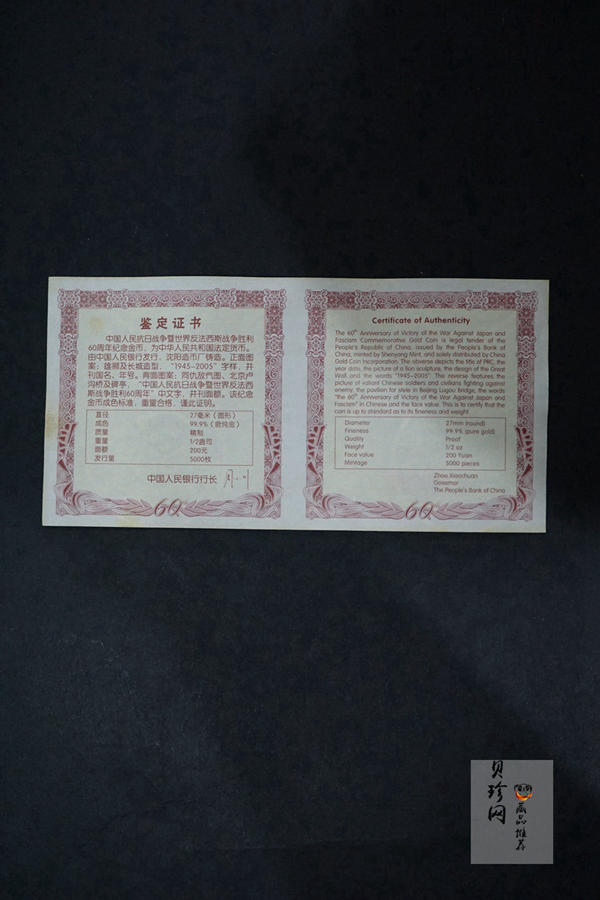 鉴定证书
中国人民抗日战争暨世界反法西斯战争胜利
60周年纪念金币，为中华人民共和国法定货币。
由中国人民银行发行，沈阳造币厂铸造。正面图
案：雄狮及长城造型，“1945-2005”字样，并
刊国名、年号。背面图案：同仇敌忾图、北京卢
沟桥及碑亭，“中国人民抗日战争暨世界反法西
斯战争胜利60周年”中文字，并刊面额。该纪念
金币成色标准，重量合格，谨此证明。
直径 27毫米（圆形）
成色 99.9%（俞纯金）
质量 精制
重量 1/2盎司
面额 200元
发行量 5000枚
中国人民银行行长
60
Certificate of Authenticity
The 60th Anniversary of Victory of the War Against Japan and
Fascism Commemorative Gold Coin is legal tender of the
People's Republic of China, issued by the People's Bank of
China, minted by Shenyang Mint, and solely distributed by China
Gold Coin Incorporation. The obverse depicts the title of PRC, the
year date, the picture of a lion sculpture, the design of the Great
Wall and the words "1945-2005". The reverse features the
picture of valiant Chinese soldiers and civilians fighting against
enemy, the pavilion for stele in Beijing Lugou Bridge, the words
"the 60th Anniversary of Victory of the War Against Japan and
Fascism" in Chinese and the face value. This is to certify that the
coin is up to standard as to its fineness and weight.
Diameter 27mm (round)
Fineness 99.9% (pure gold)
Quality Proof
Weight 1/2 oz
Face value 200 Yuan
Mintage 5000 pieces
Zhou Xiaochuan
Governor
The People's Bank of China
60
贝珍网
藏品推荐